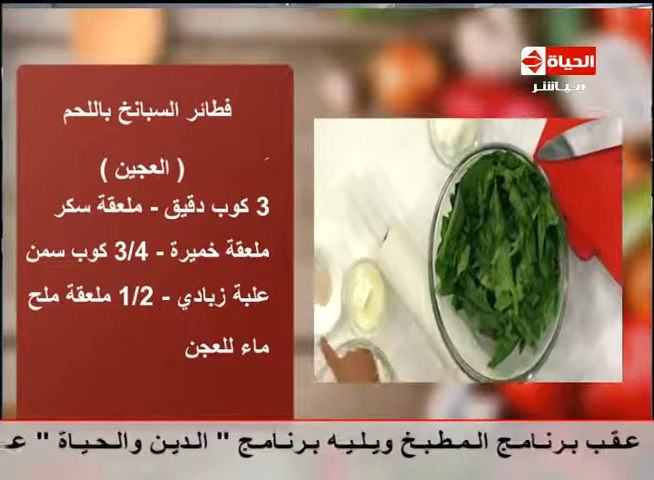 الحياة
مباشر
فطائر السبانخ باللحم
( العجين )
3 كوب دقيق - ملعقة سكر
ملعقة خميرة - 3/4 كوب سمن
علبة زبادي - 1/2 ملعقة ملح
ماء للعجن
عقب برنامج المطبخ ويليه برنامج " الدين والحياة "